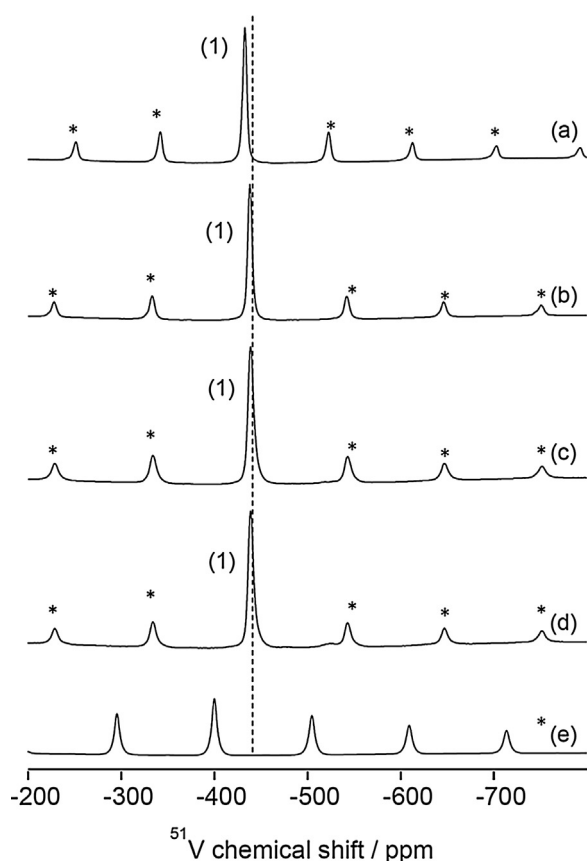 (1)
* * * * * (a)
(1)
* * * * * (b)
(1)
* * * * * (c)
(1)
* * * * * (d)
* (e)
-200 -300 -400 -500 -600 -700
⁵¹V chemical shift / ppm